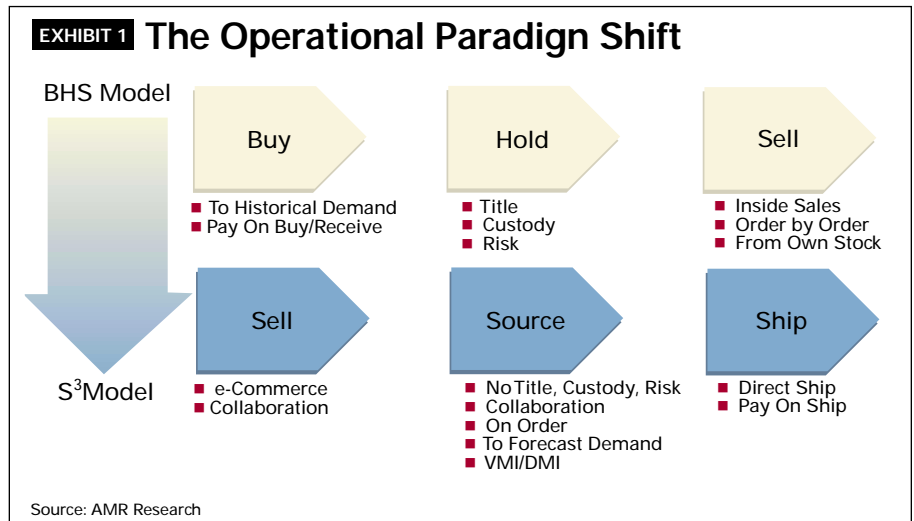 EXHIBIT 1 The Operational Paradign Shift
BHS Model
Buy
Hold
Sell
■ To Historical Demand
■ Pay On Buy/Receive
■ Title
■ Custody
■ Risk
■ Inside Sales
■ Order by Order
■ From Own Stock
S³Model
Sell
Source
Ship
■ e-Commerce
■ Collaboration
■ No Title, Custody, Risk
■ Collaboration
■ On Order
■ To Forecast Demand
■ VMI/DMI
■ Direct Ship
■ Pay On Ship
Source: AMR Research